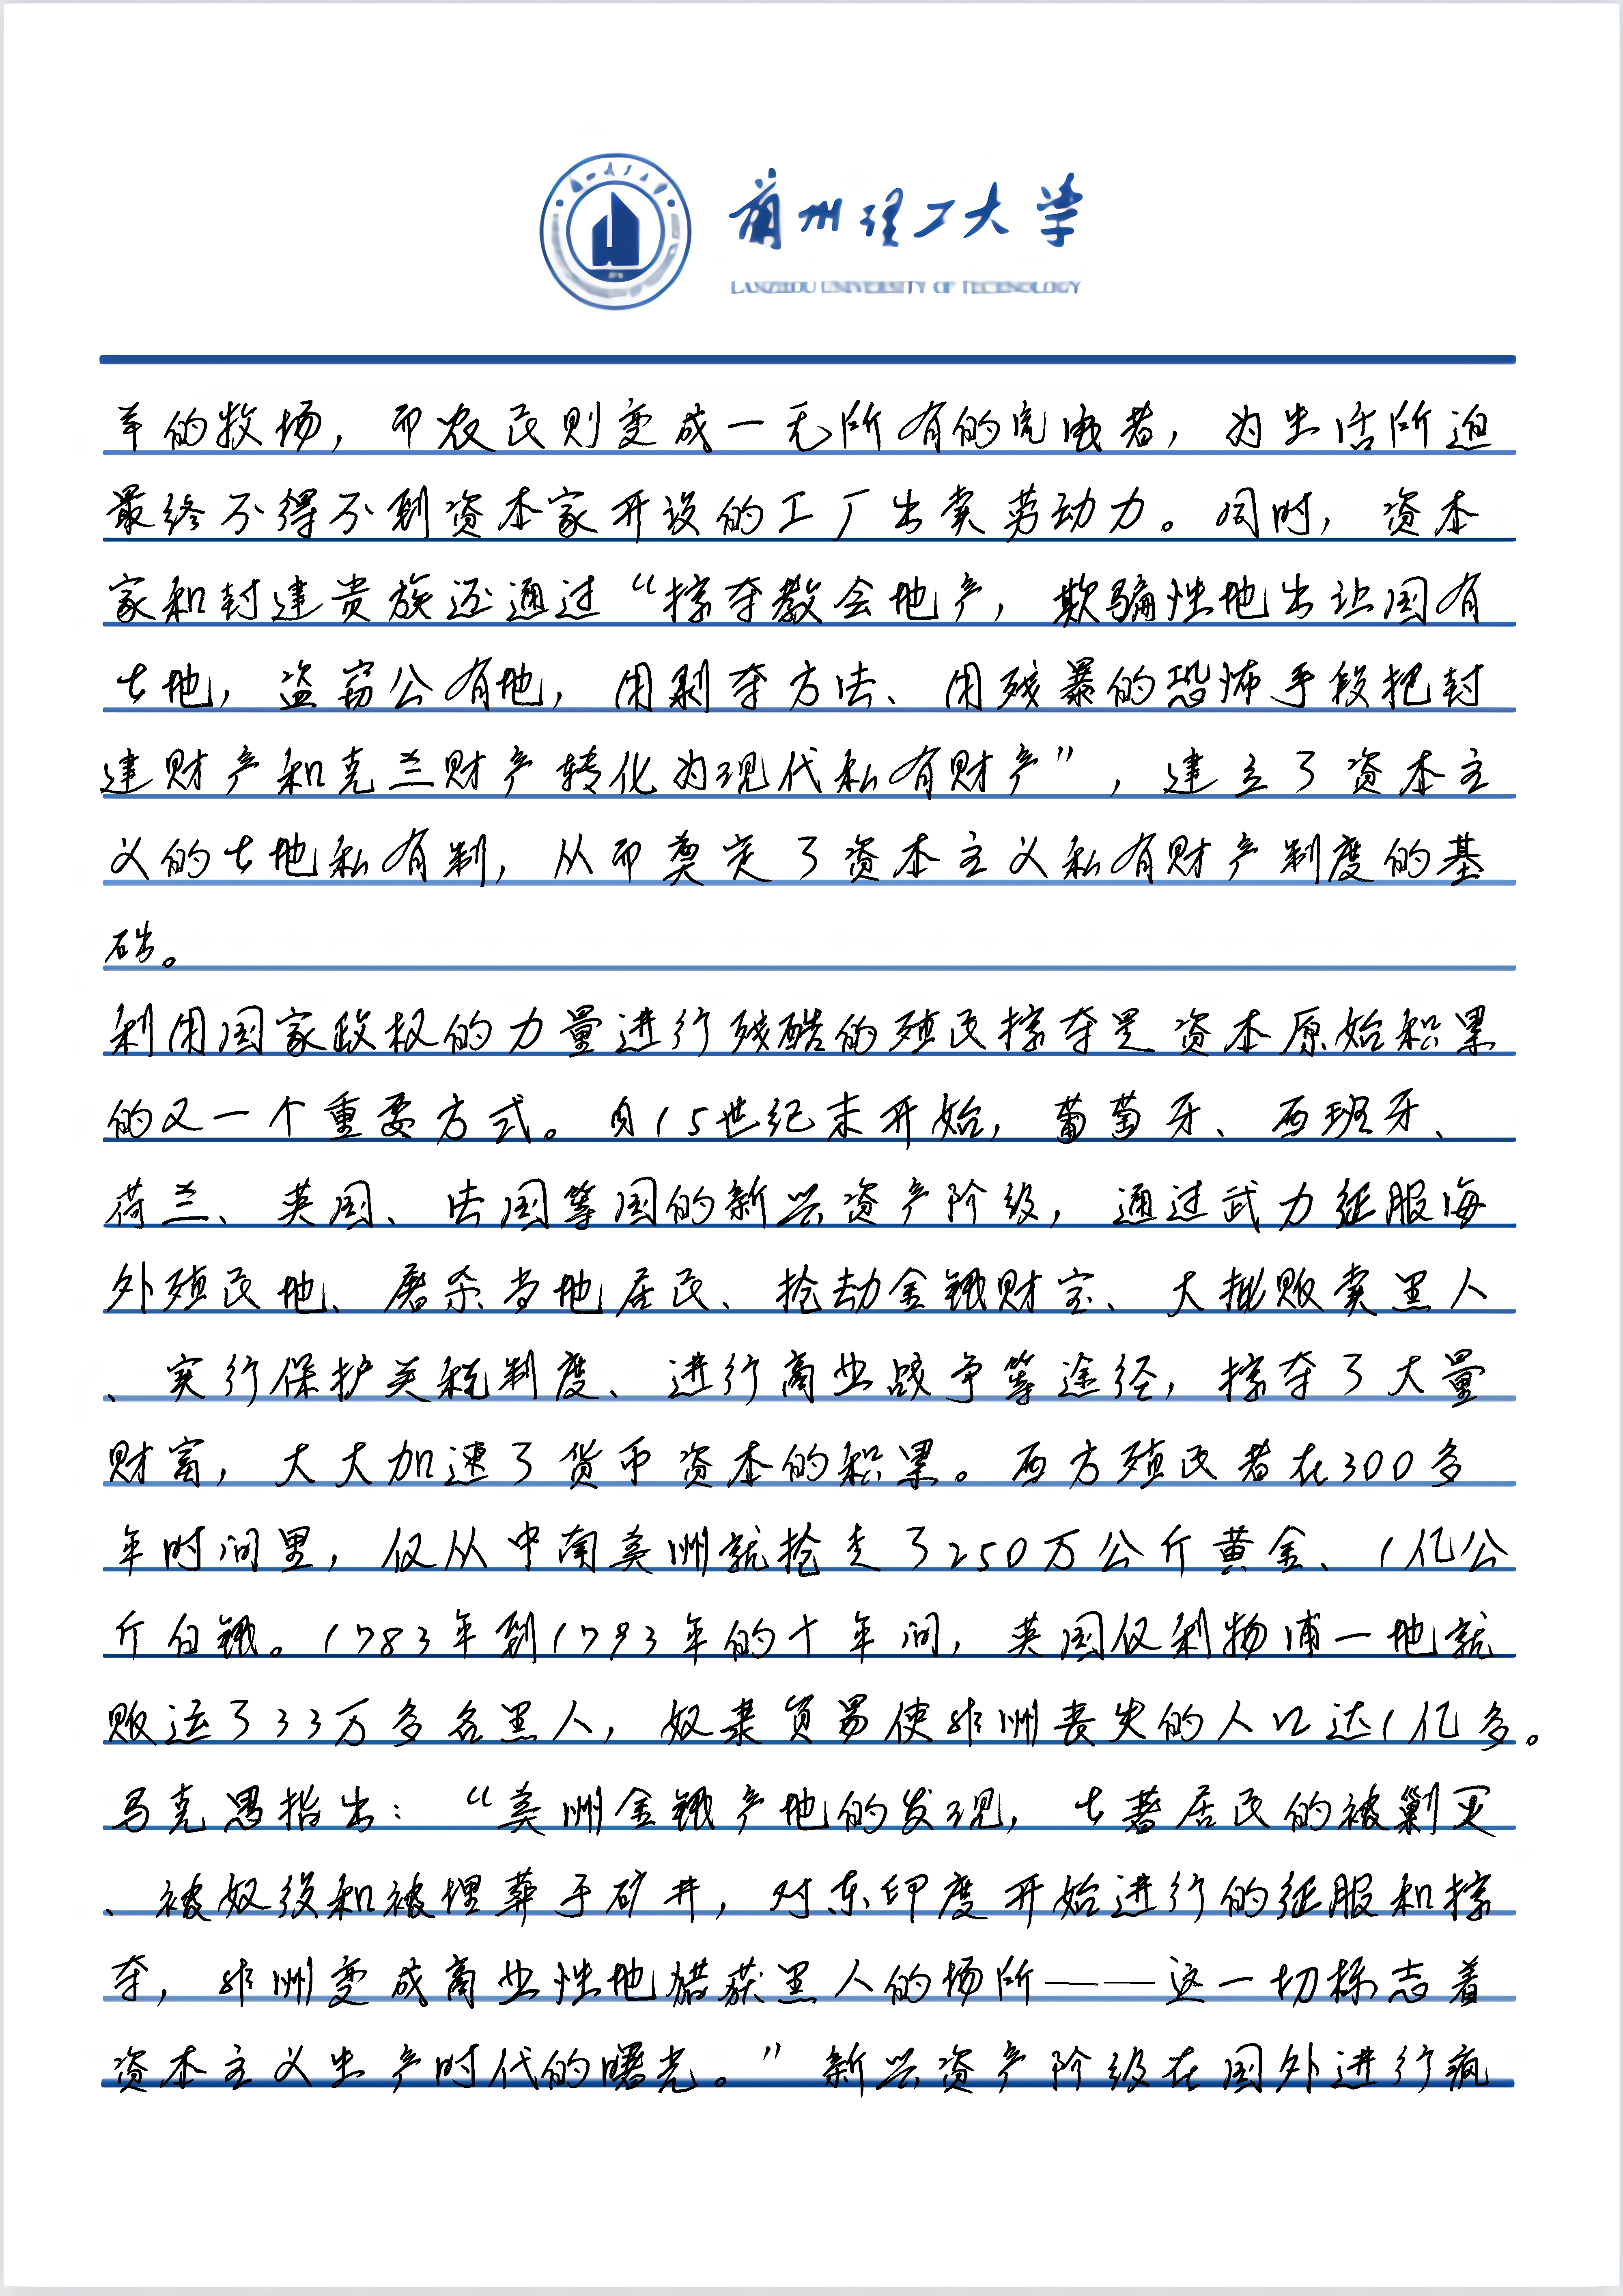 兰州理工大学
LANZHOU UNIVERSITY OF TECHNOLOGY
羊的牧场，而农民则变成一无所有的流浪者，为生活所迫
最终不得不到资本家开设的工厂出卖劳动力。同时，资本
家和封建贵族还通过“掠夺教会地产，欺骗性地出让国有
土地，盗窃公有地，用剥夺方法、用残暴的恐怖手段把封
建财产和克兰财产转化为现代私有财产”，建立了资本主
义的土地私有制，从而奠定了资本主义私有财产制度的基
础。
利用国家政权的力量进行残酷的殖民掠夺是资本原始积累
的又一个重要方式。自15世纪末开始，葡萄牙、西班牙、
荷兰、英国、法国等国的新兴资产阶级，通过武力征服海
外殖民地、屠杀当地居民、抢劫金银财宝、大批贩卖黑人
、实行保护关税制度、进行商业战争等途径，掠夺了大量
财富，大大加速了货币资本的积累。西方殖民者在300多
年时间里，仅从中南美洲就抢走了250万公斤黄金、1亿公
斤白银。1783年到1793年的十年间，英国仅利物浦一地就
贩运了33万多名黑人，奴隶贸易使非洲丧失的人口达1亿多。
马克思指出：“美洲金银产地的发现，土著居民的被剿灭
、被奴役和被埋葬于矿井，对东印度开始进行的征服和掠
夺，非洲变成商业性地猎获黑人的场所——这一切标志着
资本主义生产时代的曙光。”新兴资产阶级在国外进行疯